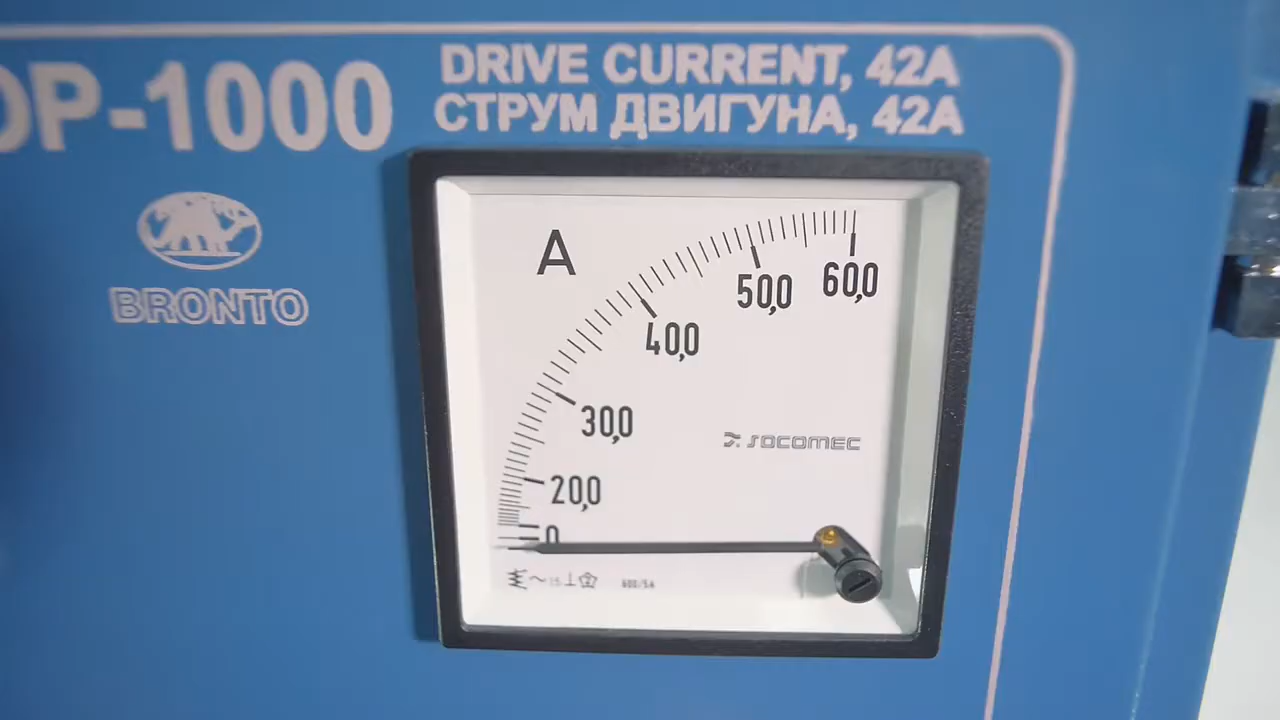 DRIVE CURRENT, 42A
СТРУМ ДВИГУНА, 42A
DP-1000
BRONTO
A
60,0
50,0
40,0
30,0
20,0
0
SOCOMEC
600/5A